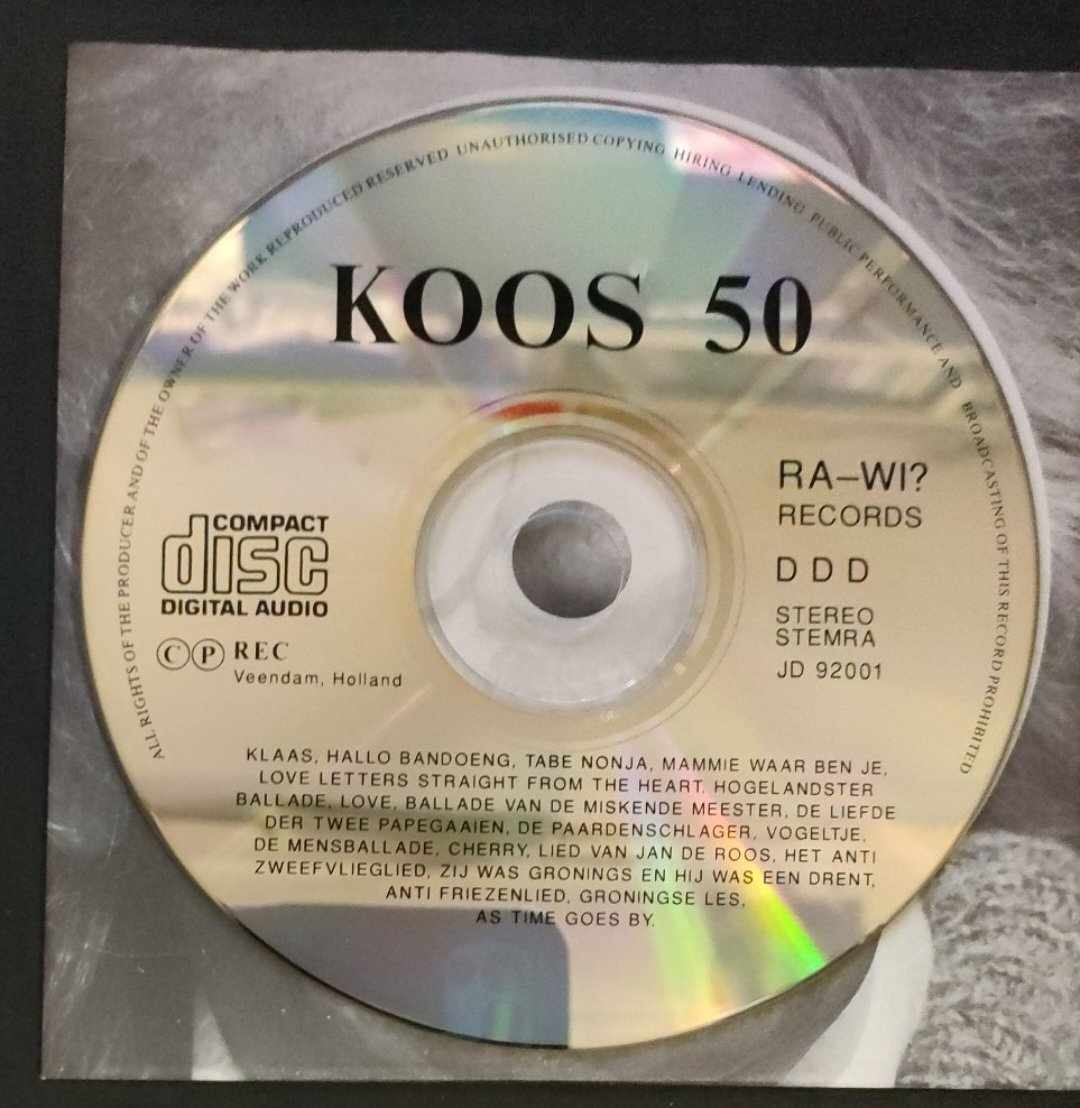 ALL RIGHTS OF THE PRODUCER AND OF THE OWNER OF THE WORK REPRODUCED RESERVED UNAUTHORISED COPYING HIRING LENDING PUBLIC PERFORMANCE AND BROADCASTING OF THIS RECORD PROHIBITED
KOOS 50
RA–WI?
RECORDS
D D D
STEREO
STEMRA
JD 92001
COMPACT
disc
DIGITAL AUDIO
Ⓒ Ⓟ REC
Veendam, Holland
KLAAS, HALLO BANDOENG, TABE NONJA, MAMMIE WAAR BEN JE,
LOVE LETTERS STRAIGHT FROM THE HEART, HOGELANDSTER
BALLADE, LOVE, BALLADE VAN DE MISKENDE MEESTER, DE LIEFDE
DER TWEE PAPEGAAIEN, DE PAARDENSCHLAGER, VOGELTJE,
DE MENSBALLADE, CHERRY, LIED VAN JAN DE ROOS, HET ANTI
ZWEEFVLIEGLIED, ZIJ WAS GRONINGS EN HIJ WAS EEN DRENT,
ANTI FRIEZENLIED, GRONINGSE LES,
AS TIME GOES BY.